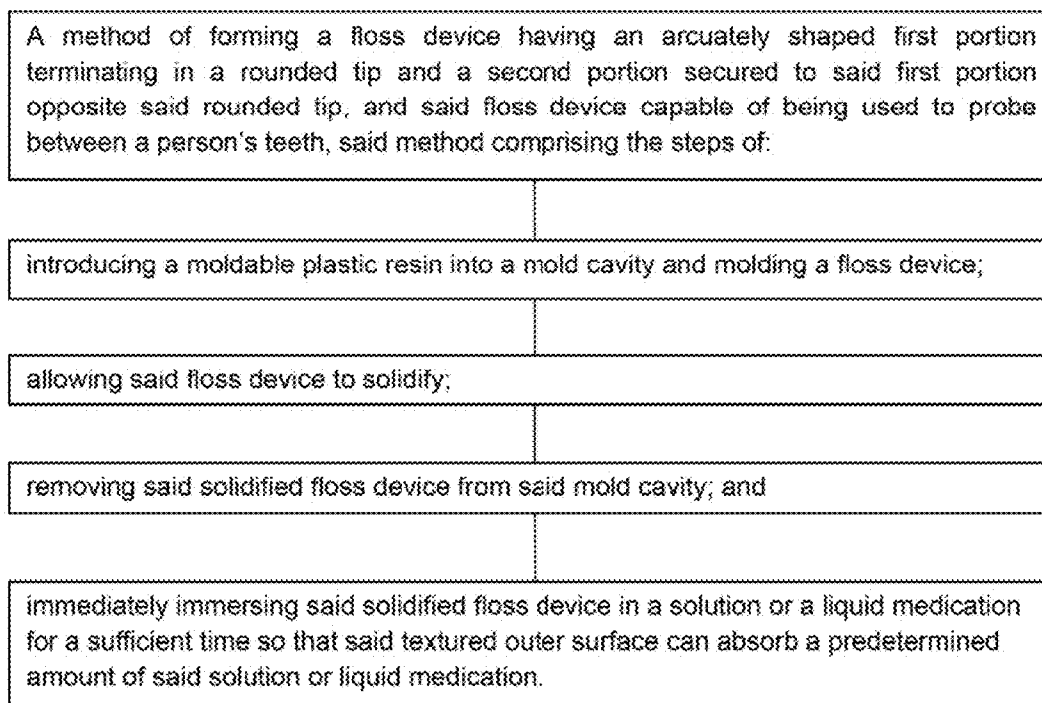 A method of forming a floss device having an arcuately shaped first portion
terminating in a rounded tip and a second portion secured to said first portion
opposite said rounded tip, and said floss device capable of being used to probe
between a person's teeth, said method comprising the steps of:
introducing a moldable plastic resin into a mold cavity and molding a floss device;
allowing said floss device to solidify;
removing said solidified floss device from said mold cavity; and
immediately immersing said solidified floss device in a solution or a liquid medication
for a sufficient time so that said textured outer surface can absorb a predetermined
amount of said solution or liquid medication.